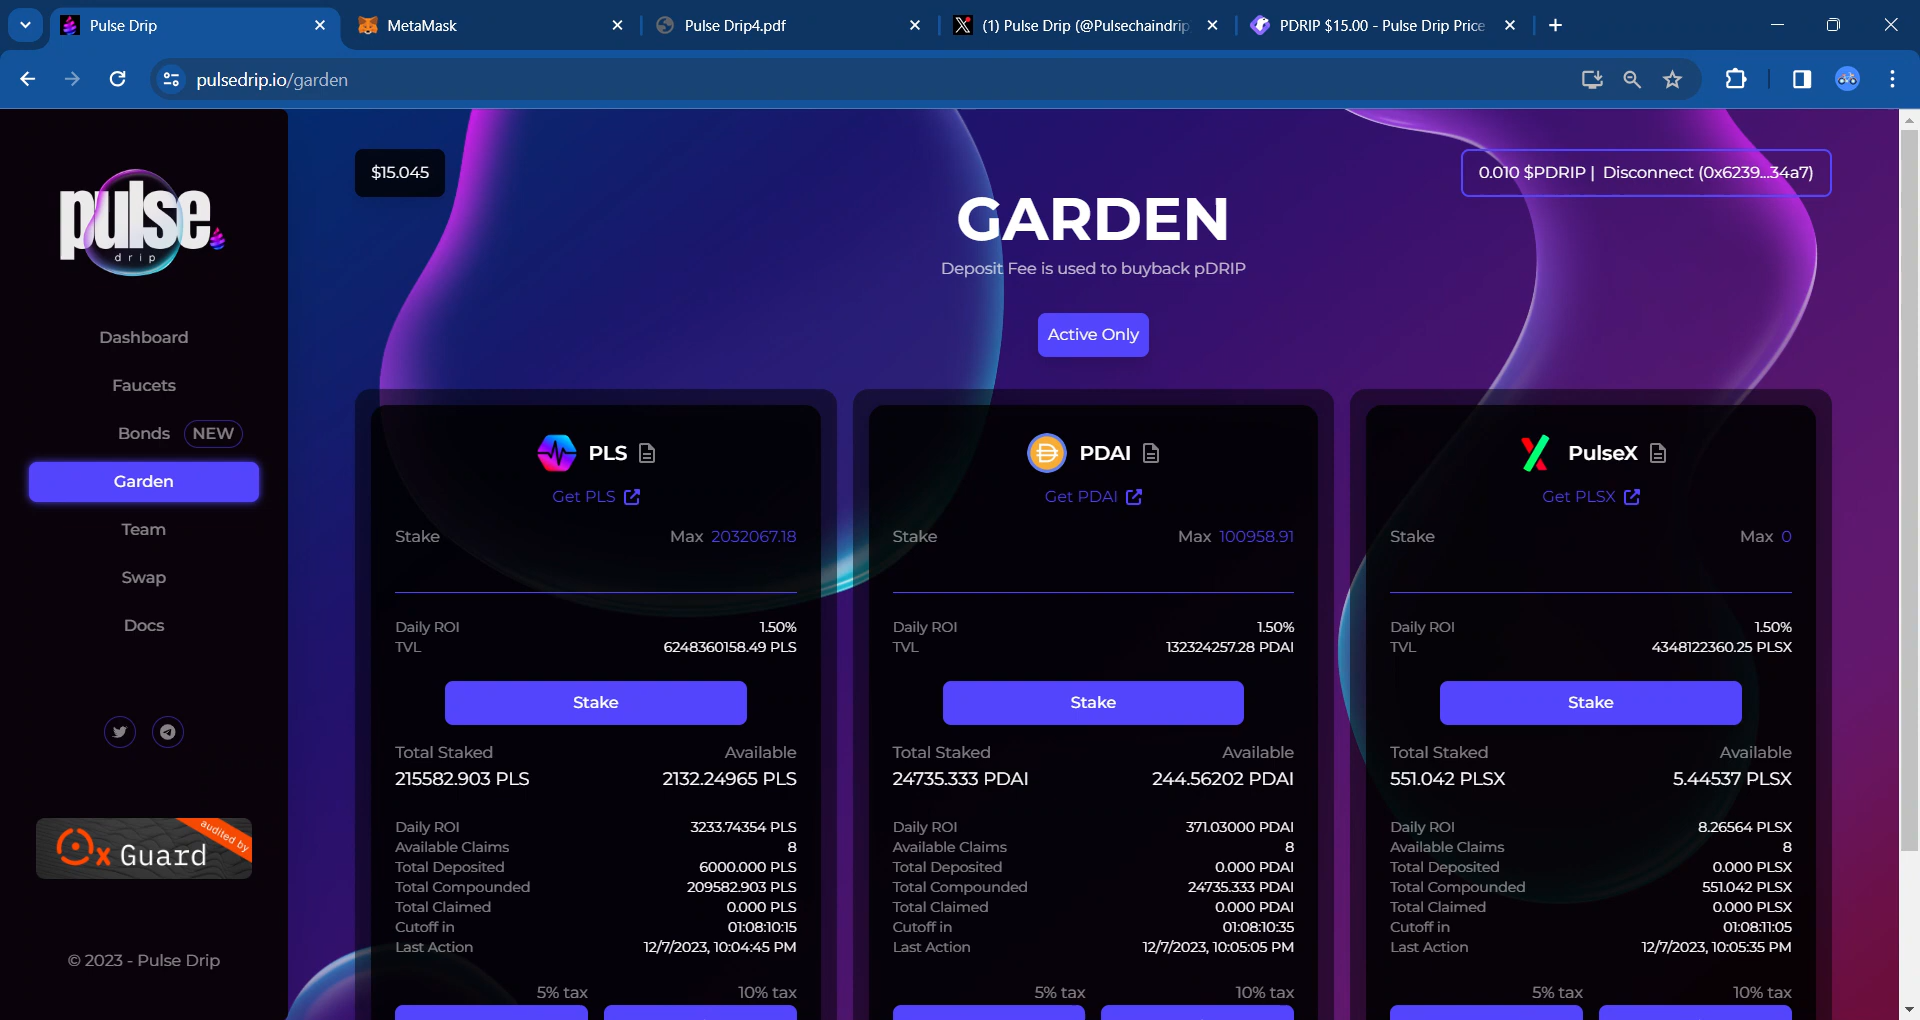 Pulse Drip
MetaMask
Pulse Drip4.pdf
(1) Pulse Drip (@Pulsechaindrip
PDRIP $15.00 - Pulse Drip Price
pulsedrip.io/garden
pulse
drip
Dashboard
Faucets
Bonds NEW
Garden
Team
Swap
Docs
audited by
0x Guard
© 2023 - Pulse Drip
$15.045
0.010 $PDRIP | Disconnect (0x6239...34a7)
GARDEN
Deposit Fee is used to buyback pDRIP
Active Only
PLS
Get PLS
Stake Max 2032067.18
Daily ROI 1.50%
TVL 6248360158.49 PLS
Stake
Total Staked Available
215582.903 PLS 2132.24965 PLS
Daily ROI 3233.74354 PLS
Available Claims 8
Total Deposited 6000.000 PLS
Total Compounded 209582.903 PLS
Total Claimed 0.000 PLS
Cutoff in 01:08:10:15
Last Action 12/7/2023, 10:04:45 PM
5% tax 10% tax
PDAI
Get PDAI
Stake Max 100958.91
Daily ROI 1.50%
TVL 132324257.28 PDAI
Stake
Total Staked Available
24735.333 PDAI 244.56202 PDAI
Daily ROI 371.03000 PDAI
Available Claims 8
Total Deposited 0.000 PDAI
Total Compounded 24735.333 PDAI
Total Claimed 0.000 PDAI
Cutoff in 01:08:10:35
Last Action 12/7/2023, 10:05:05 PM
5% tax 10% tax
PulseX
Get PLSX
Stake Max 0
Daily ROI 1.50%
TVL 4348122360.25 PLSX
Stake
Total Staked Available
551.042 PLSX 5.44537 PLSX
Daily ROI 8.26564 PLSX
Available Claims 8
Total Deposited 0.000 PLSX
Total Compounded 551.042 PLSX
Total Claimed 0.000 PLSX
Cutoff in 01:08:11:05
Last Action 12/7/2023, 10:05:35 PM
5% tax 10% tax